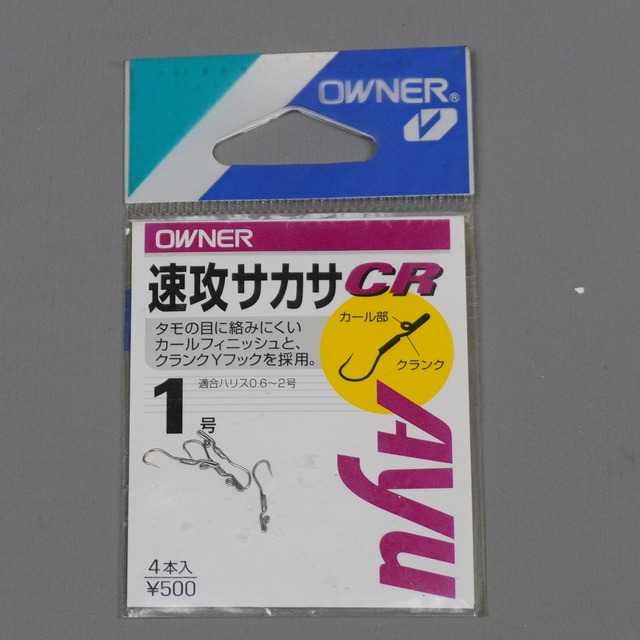 OWNER®
OWNER
速攻サカサCR
タモの目に絡みにくい
カールフィニッシュと、
クランクYフックを採用。
カール部
クランク
適合ハリス0.6〜2号
1号
Ayu
4本入
¥500